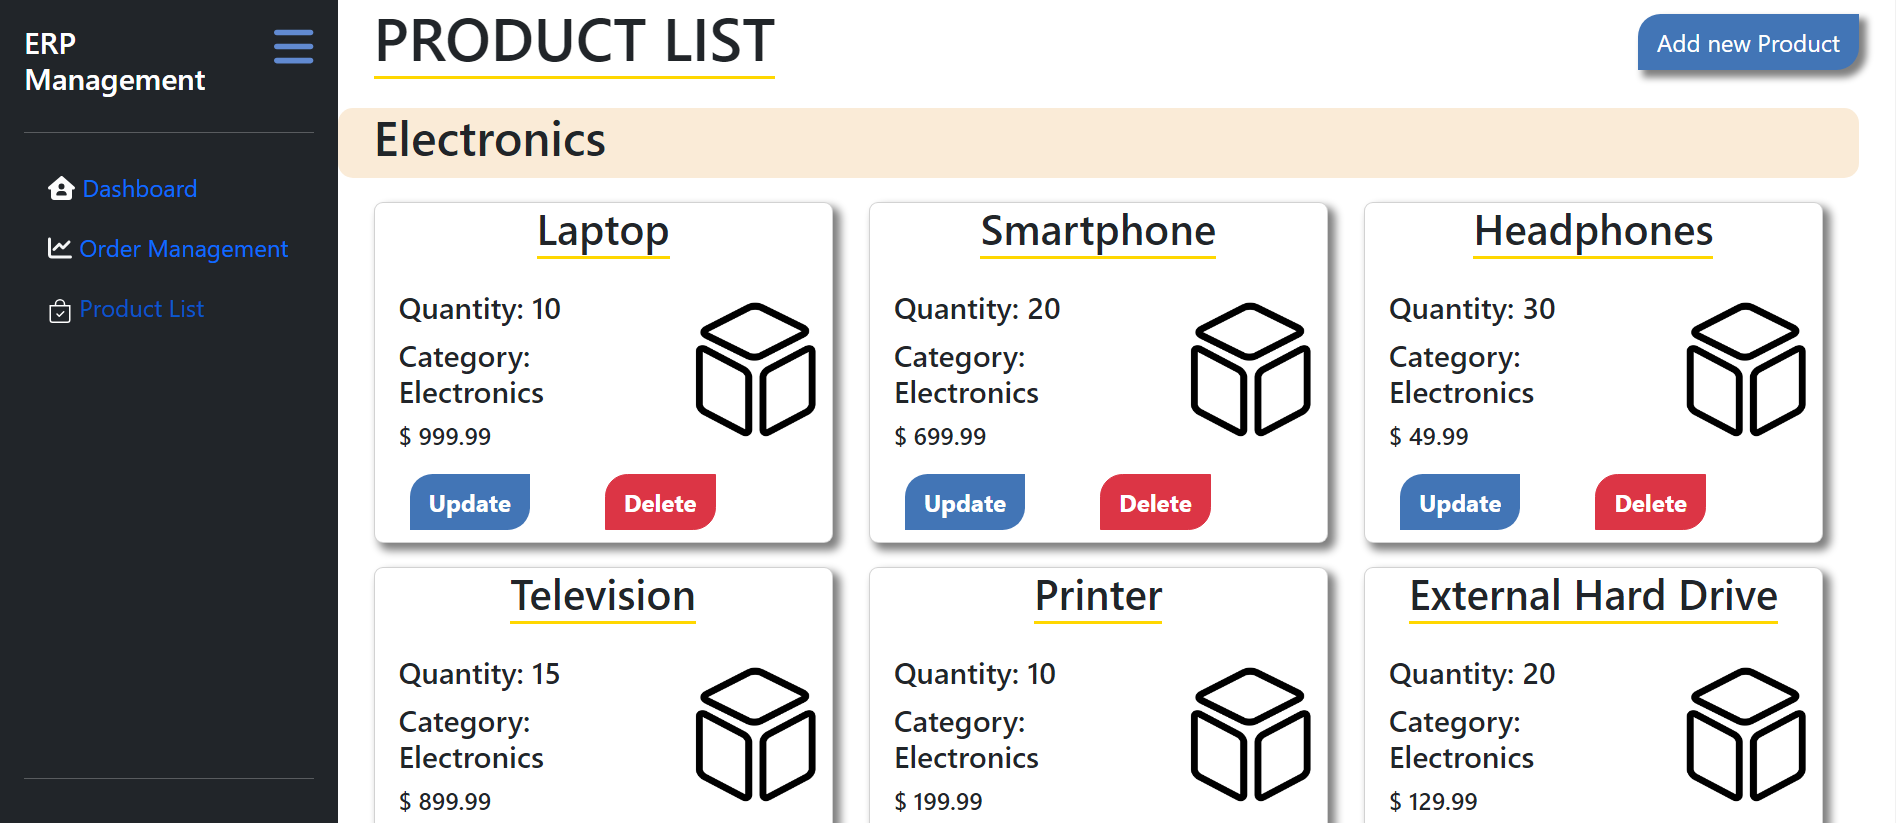 ERP
Management
Dashboard
Order Management
Product List
PRODUCT LIST
Add new Product
Electronics
Laptop
Quantity: 10
Category:
Electronics
$ 999.99
Update
Delete
Smartphone
Quantity: 20
Category:
Electronics
$ 699.99
Update
Delete
Headphones
Quantity: 30
Category:
Electronics
$ 49.99
Update
Delete
Television
Quantity: 15
Category:
Electronics
$ 899.99
Printer
Quantity: 10
Category:
Electronics
$ 199.99
External Hard Drive
Quantity: 20
Category:
Electronics
$ 129.99